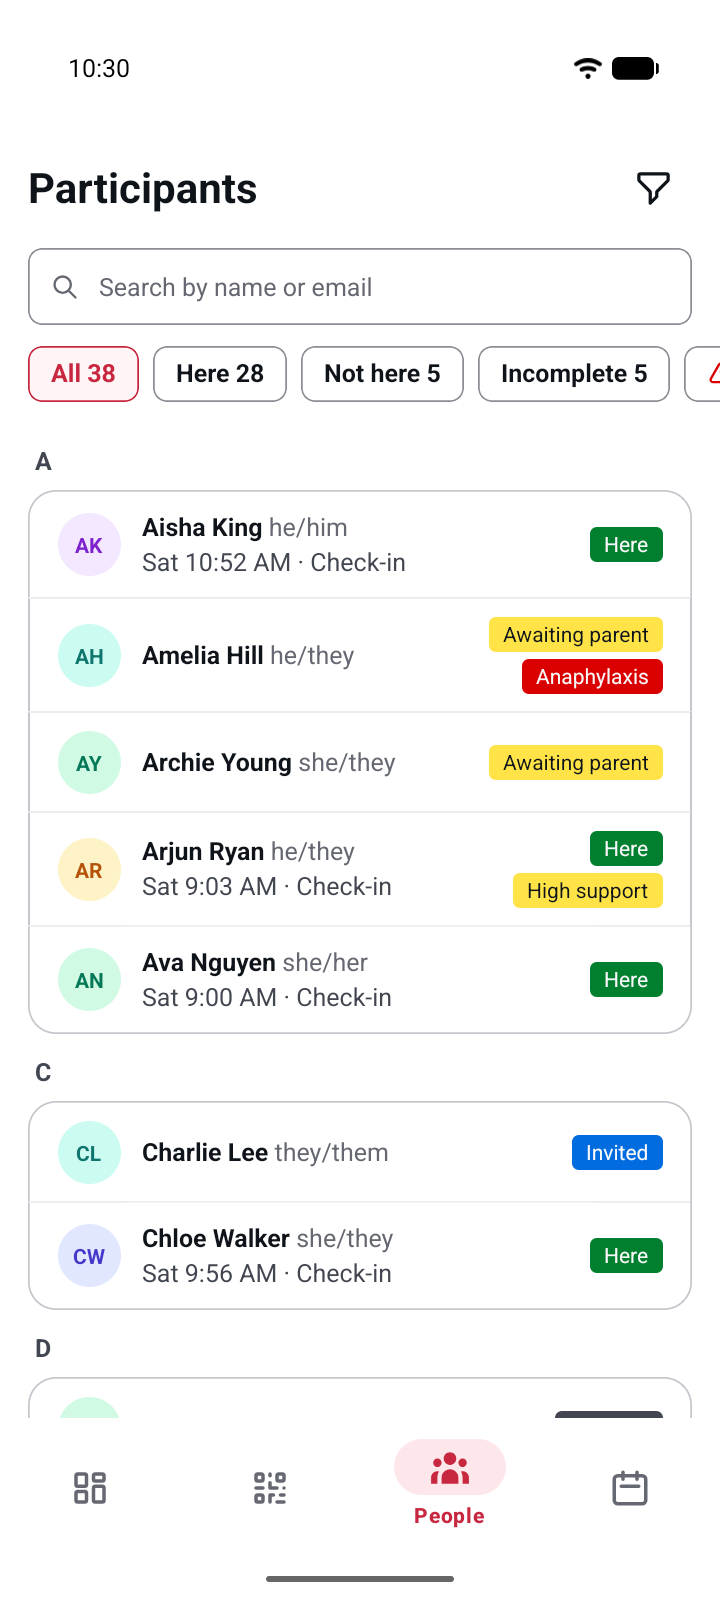 10:30
Participants
Search by name or email
All 38
Here 28
Not here 5
Incomplete 5
A
AK
Aisha King he/him
Sat 10:52 AM · Check-in
Here
AH
Amelia Hill he/they
Awaiting parent
Anaphylaxis
AY
Archie Young she/they
Awaiting parent
AR
Arjun Ryan he/they
Sat 9:03 AM · Check-in
Here
High support
AN
Ava Nguyen she/her
Sat 9:00 AM · Check-in
Here
C
CL
Charlie Lee they/them
Invited
CW
Chloe Walker she/they
Sat 9:56 AM · Check-in
Here
D
People